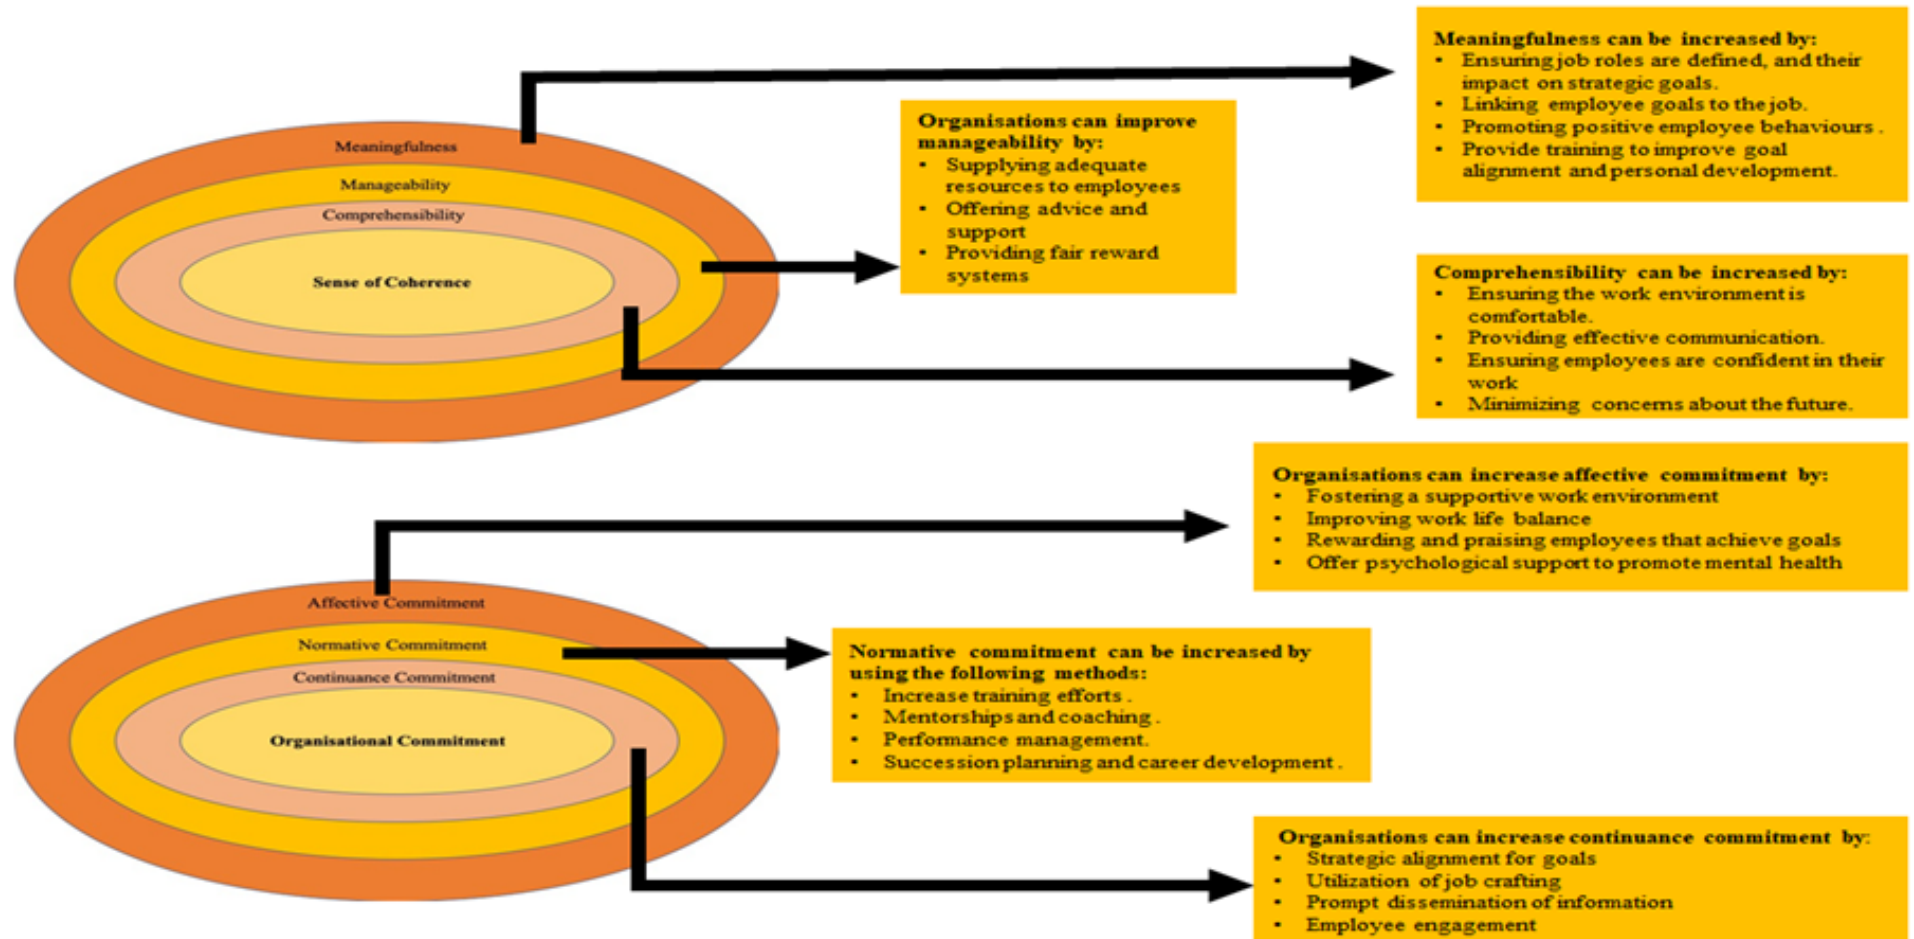 Meaningfulness
Manageability
Comprehensibility
Sense of Coherence
Meaningfulness can be increased by:
• Ensuring job roles are defined, and their
impact on strategic goals.
• Linking employee goals to the job.
• Promoting positive employee behaviours .
• Provide training to improve goal
alignment and personal development.
Organisations can improve
manageability by:
• Supplying adequate
resources to employees
• Offering advice and
support
• Providing fair reward
systems
Comprehensibility can be increased by:
• Ensuring the work environment is
comfortable.
• Providing effective communication.
• Ensuring employees are confident in their
work
• Minimizing concerns about the future.
Affective Commitment
Normative Commitment
Continuance Commitment
Organisational Commitment
Organisations can increase affective commitment by:
• Fostering a supportive work environment
• Improving work life balance
• Rewarding and praising employees that achieve goals
• Offer psychological support to promote mental health
Normative commitment can be increased by
using the following methods:
• Increase training efforts .
• Mentorships and coaching .
• Performance management.
• Succession planning and career development .
Organisations can increase continuance commitment by:
• Strategic alignment for goals
• Utilization of job crafting
• Prompt dissemination of information
• Employee engagement